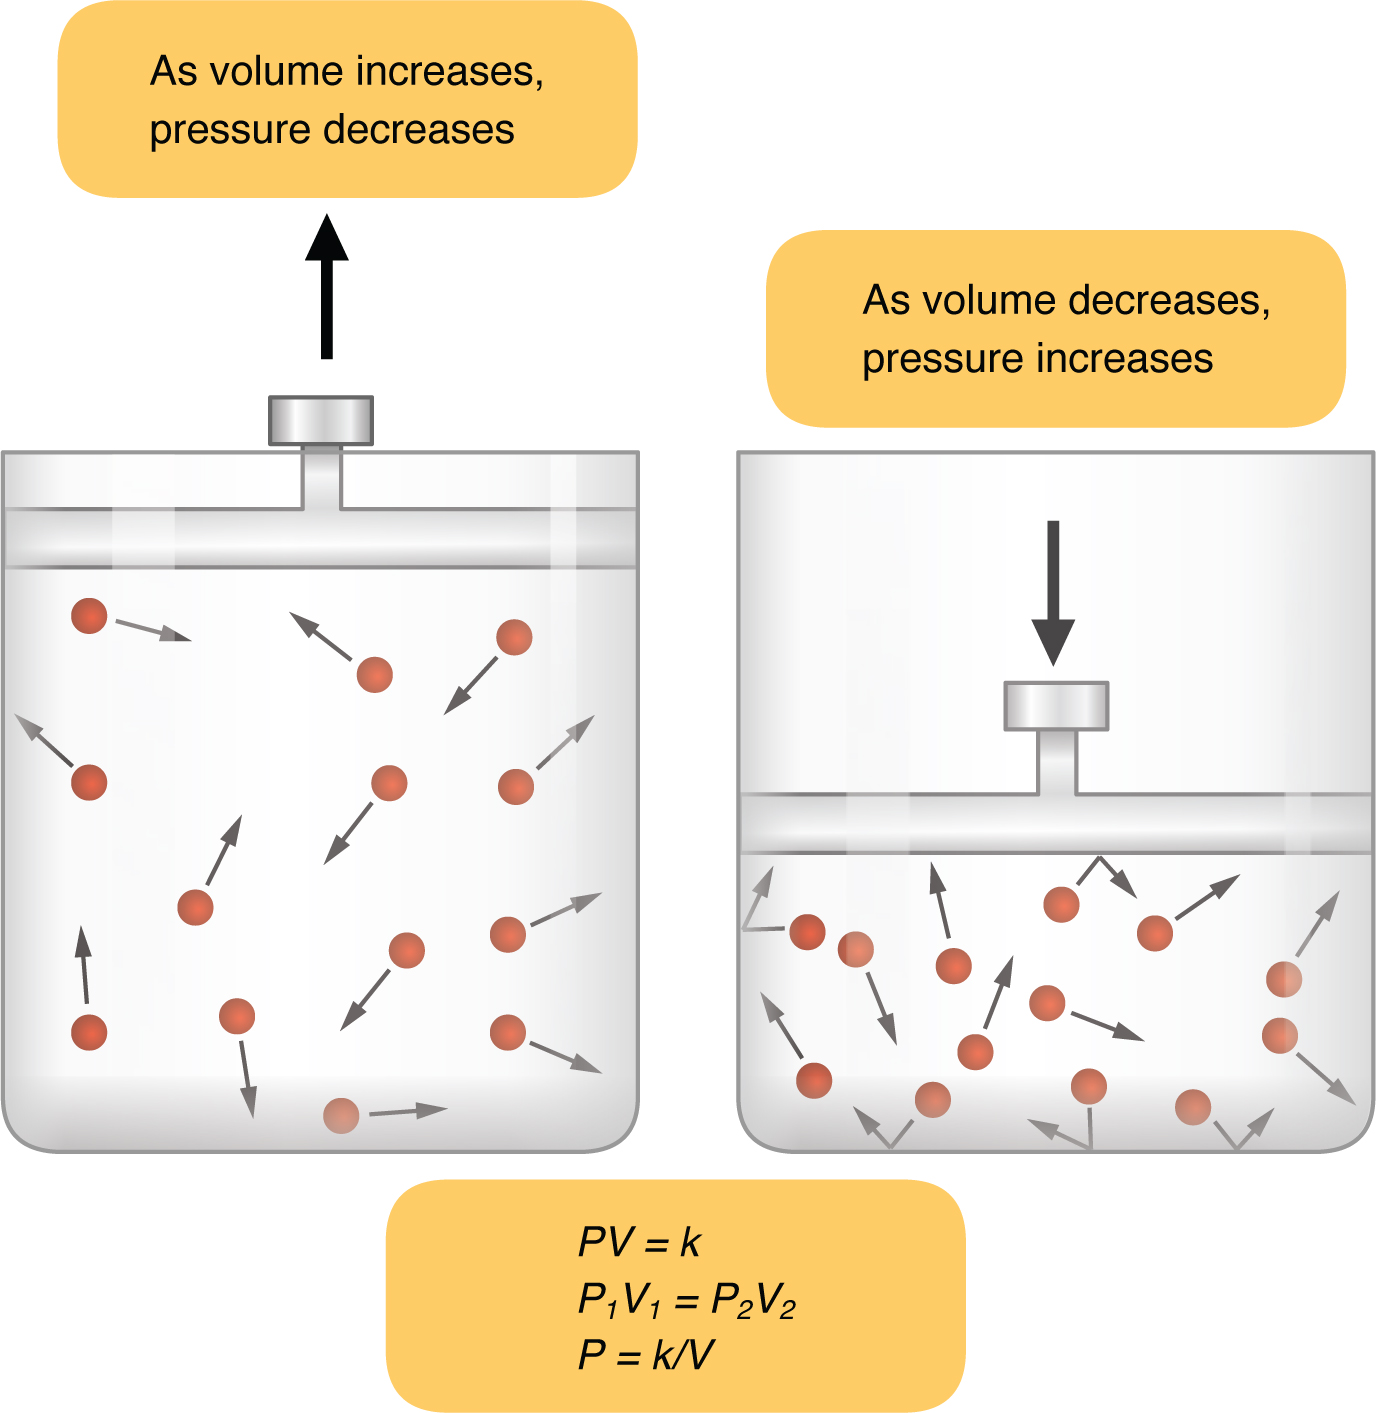 As volume increases,
pressure decreases
As volume decreases,
pressure increases
PV = k
P₁V₁ = P₂V₂
P = k/V